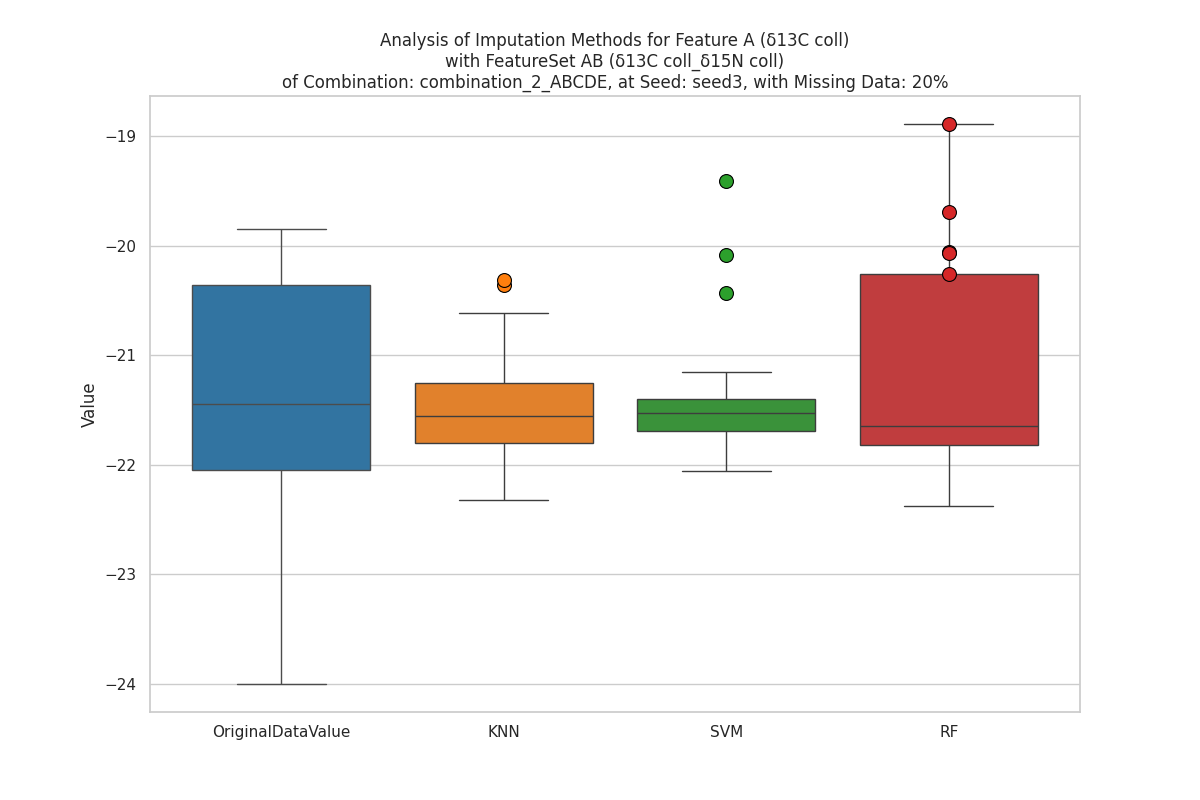 Analysis of Imputation Methods for Feature A (δ13C coll)
with FeatureSet AB (δ13C coll_δ15N coll)
of Combination: combination_2_ABCDE, at Seed: seed3, with Missing Data: 20%
−19
−20
−21
−22
−23
−24
Value
OriginalDataValue
KNN
SVM
RF